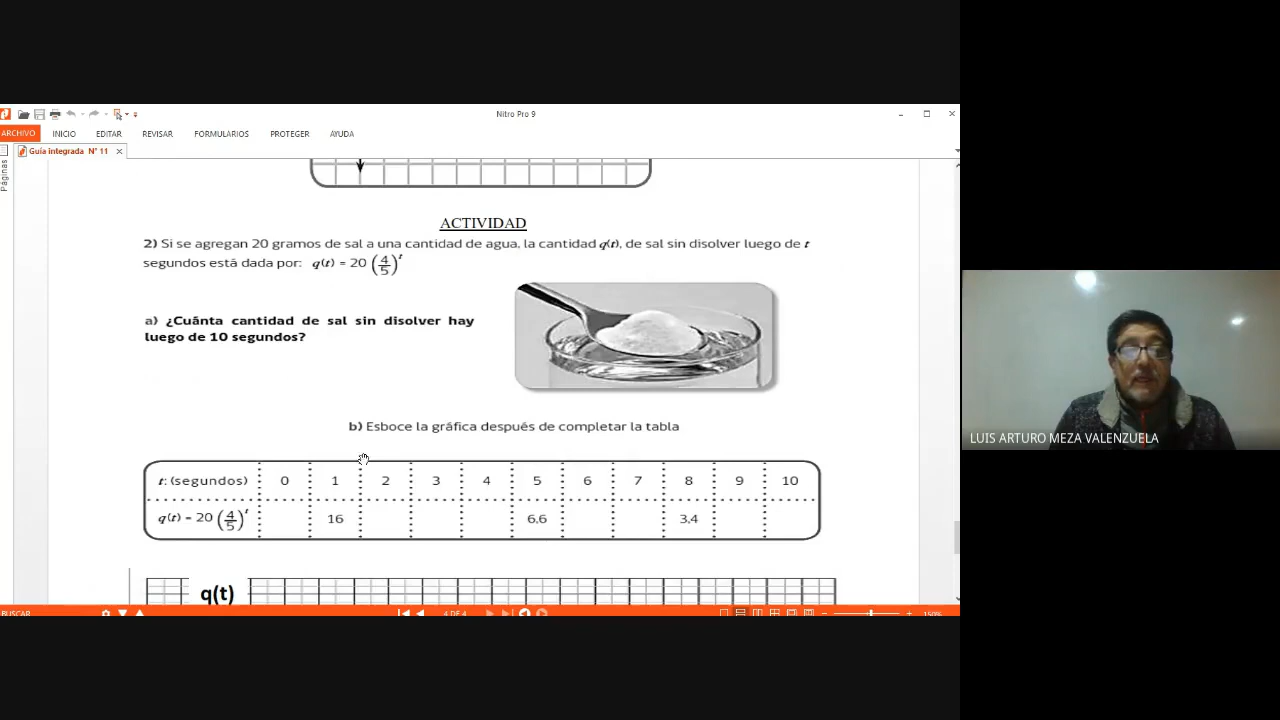 Nitro Pro 9
ARCHIVO INICIO EDITAR REVISAR FORMULARIOS PROTEGER AYUDA
Guía integrada N° 11
Páginas
ACTIVIDAD
2) Si se agregan 20 gramos de sal a una cantidad de agua, la cantidad q(t), de sal sin disolver luego de t
segundos está dada por: q(t) = 20 (4/5)^t
a) ¿Cuánta cantidad de sal sin disolver hay
luego de 10 segundos?
b) Esboce la gráfica después de completar la tabla
t: (segundos) 0 1 2 3 4 5 6 7 8 9 10
q(t) = 20 (4/5)^t 16 6,6 3,4
q(t)
BUSCAR 4 DE 4 150%
LUIS ARTURO MEZA VALENZUELA